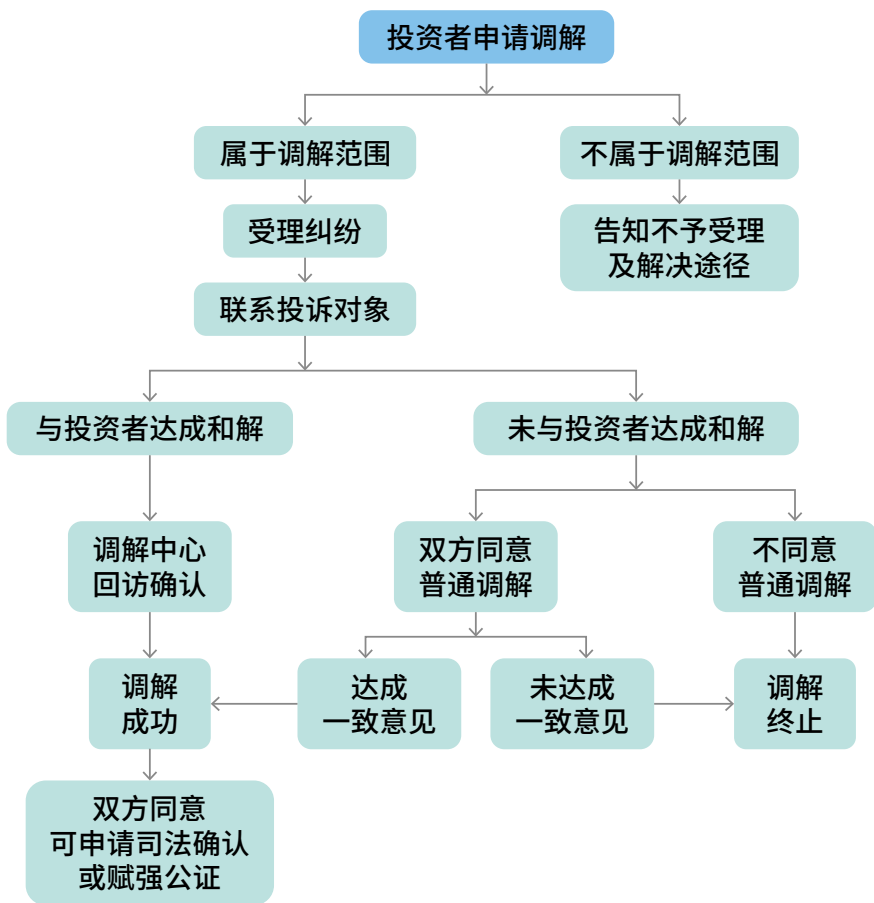 投资者申请调解
属于调解范围
不属于调解范围
受理纠纷
告知不予受理
及解决途径
联系投诉对象
与投资者达成和解
未与投资者达成和解
调解中心
回访确认
双方同意
普通调解
不同意
普通调解
调解
成功
达成
一致意见
未达成
一致意见
调解
终止
双方同意
可申请司法确认
或赋强公证